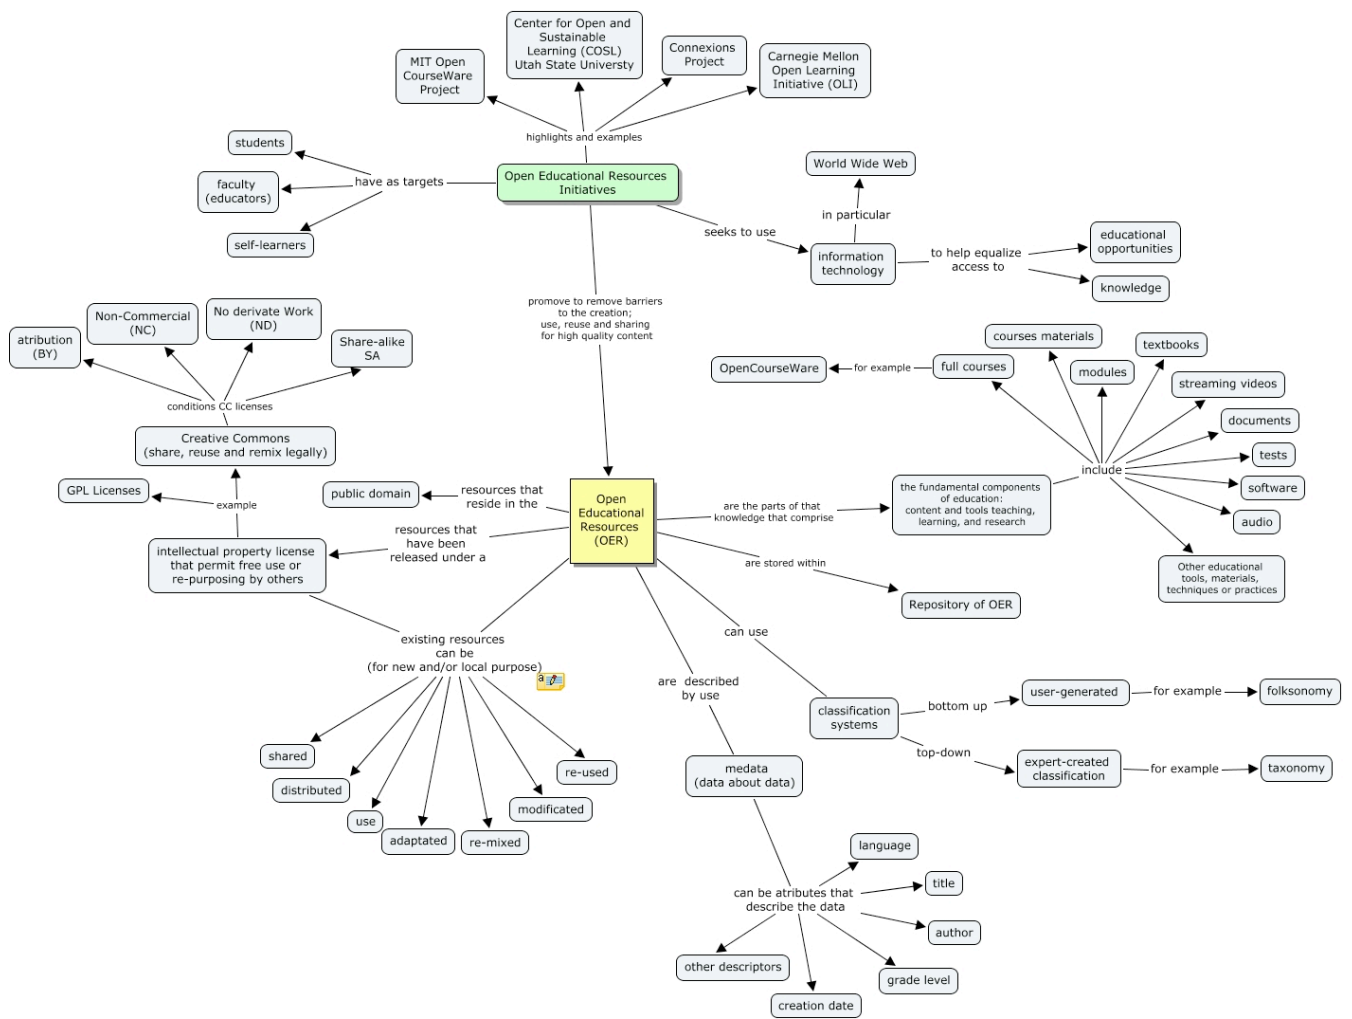 Center for Open and
Sustainable
Learning (COSL)
Utah State Universty
MIT Open
CourseWare
Project
Connexions
Project
Carnegie Mellon
Open Learning
Initiative (OLI)
highlights and examples
students
faculty
(educators)
self-learners
have as targets
Open Educational Resources
Initiatives
World Wide Web
in particular
seeks to use
information
technology
to help equalize
access to
educational
opportunities
knowledge
promove to remove barriers
to the creation;
use, reuse and sharing
for high quality content
atribution
(BY)
Non-Commercial
(NC)
No derivate Work
(ND)
Share-alike
SA
conditions CC licenses
Creative Commons
(share, reuse and remix legally)
GPL Licenses
example
intellectual property license
that permit free use or
re-purposing by others
public domain
resources that
reside in the
resources that
have been
released under a
Open
Educational
Resources
(OER)
OpenCourseWare
for example
full courses
courses materials
modules
textbooks
streaming videos
documents
tests
software
audio
Other educational
tools, materials,
techniques or practices
include
are the parts of that
knowledge that comprise
the fundamental components
of education:
content and tools teaching,
learning, and research
are stored within
Repository of OER
existing resources
can be
(for new and/or local purpose)
a
shared
distributed
use
adaptated
re-mixed
modificated
re-used
can use
classification
systems
bottom up
user-generated
for example
folksonomy
top-down
expert-created
classification
for example
taxonomy
are described
by use
medata
(data about data)
can be atributes that
describe the data
language
title
author
grade level
creation date
other descriptors